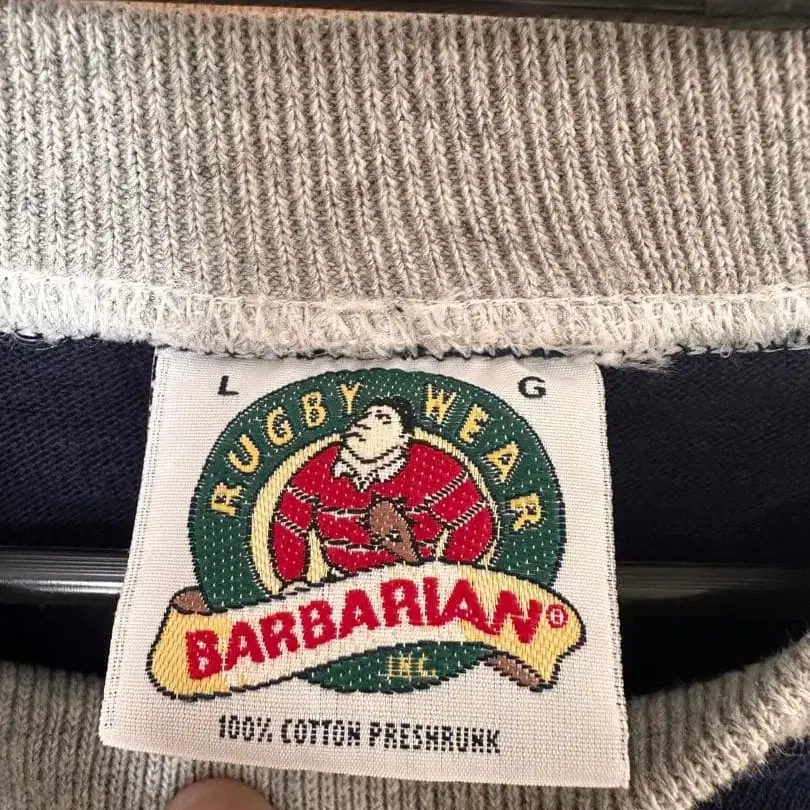 L G
RUGBY WEAR
BARBARIAN®
INC.
100% COTTON PRESHRUNK